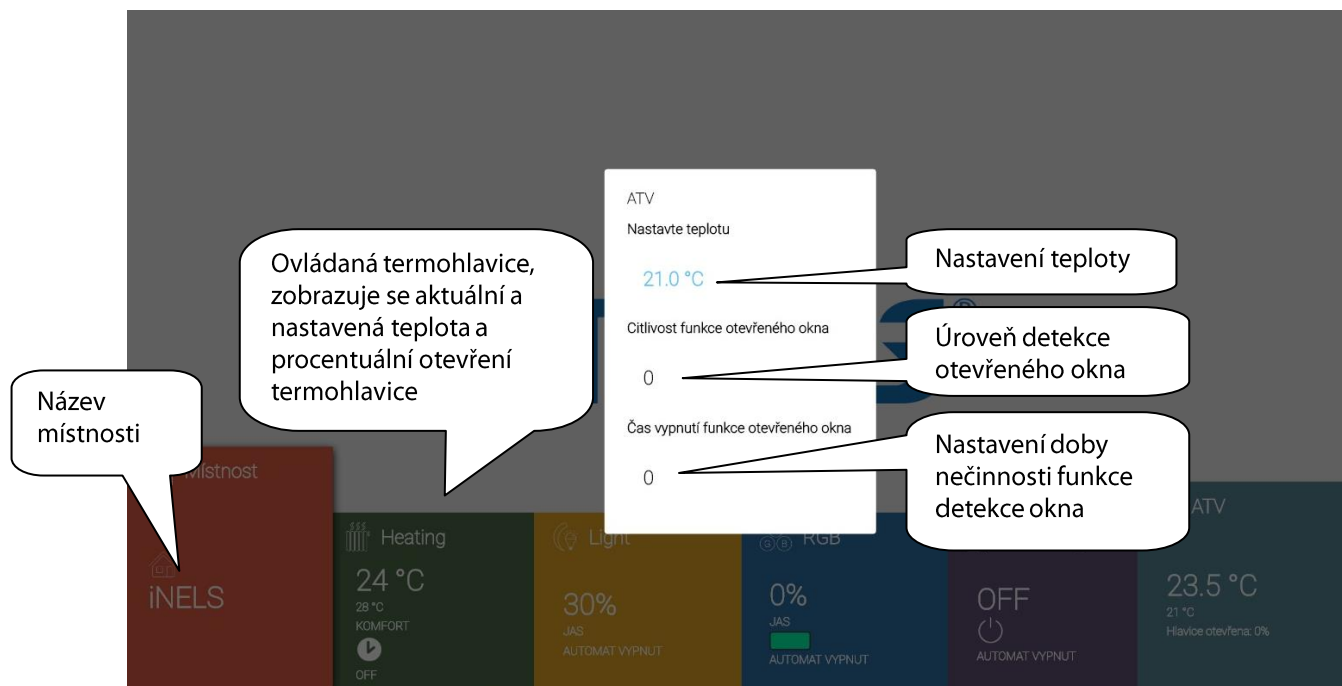 ATV
Nastavte teplotu
21.0 °C
Citlivost funkce otevřeného okna
0
Čas vypnutí funkce otevřeného okna
0
Nastavení teploty
Úroveň detekce
otevřeného okna
Nastavení doby
nečinnosti funkce
detekce okna
Ovládaná termohlavice,
zobrazuje se aktuální a
nastavená teplota a
procentuální otevření
termohlavice
Název
místnosti
Místnost
iNELS
Heating
24 °C
28 °C
KOMFORT
OFF
Light
30%
JAS
AUTOMAT VYPNUT
G B RGB
0%
JAS
AUTOMAT VYPNUT
OFF
AUTOMAT VYPNUT
ATV
23.5 °C
21 °C
Hlavice otevřena: 0%